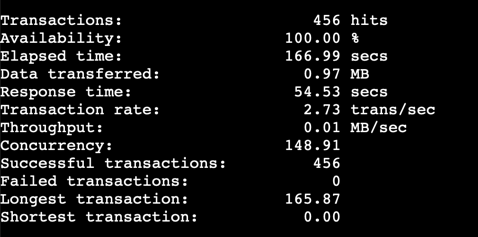 Transactions: 456 hits
Availability: 100.00 %
Elapsed time: 166.99 secs
Data transferred: 0.97 MB
Response time: 54.53 secs
Transaction rate: 2.73 trans/sec
Throughput: 0.01 MB/sec
Concurrency: 148.91
Successful transactions: 456
Failed transactions: 0
Longest transaction: 165.87
Shortest transaction: 0.00